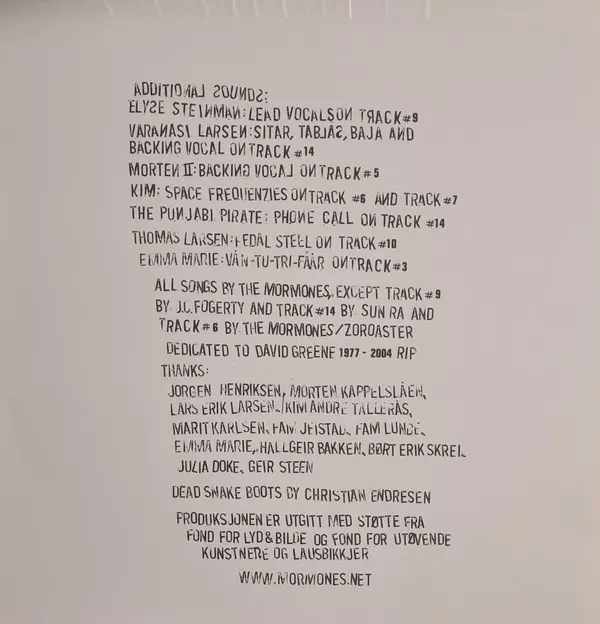 ADDITIONAL SOUNDS:
ELYSE STEINMAN: LEAD VOCALS ON TRACK #9
VARANASI LARSEN: SITAR, TABLAS, BAJA AND
BACKING VOCAL ON TRACK #14
MORTEN II: BACKING VOCAL ON TRACK #5
KIM: SPACE FREQUENZIES ON TRACK #6 AND TRACK #7
THE PUNJABI PIRATE: PHONE CALL ON TRACK #14
THOMAS LARSEN: PEDAL STEEL ON TRACK #10
EMMA MARIE: VÄN-TU-TRI-FÄÄR ON TRACK #3
ALL SONGS BY THE MORMONES, EXCEPT TRACK #9
BY J.C. FOGERTY AND TRACK #14 BY SUN RA AND
TRACK #6 BY THE MORMONES/ZOROASTER
DEDICATED TO DAVID GREENE 1977 - 2004 RIP
THANKS:
JORGEN HENRIKSEN, MORTEN KAPPELSLÅEN,
LARS ERIK LARSEN, KIM ANDRE TALLERÅS,
MARIT KARLSEN, FAM JEISTAD, FAM LUNDE,
EMMA MARIE, HALLGEIR BAKKEN, BØRT ERIK SKREI,
JULIA DOKE, GEIR STEEN
DEAD SNAKE BOOTS BY CHRISTIAN ENDRESEN
PRODUKSJONEN ER UTGITT MED STØTTE FRA
FOND FOR LYD & BILDE OG FOND FOR UTØVENDE
KUNSTNERE OG LAUSBIKKJER
WWW.MORMONES.NET